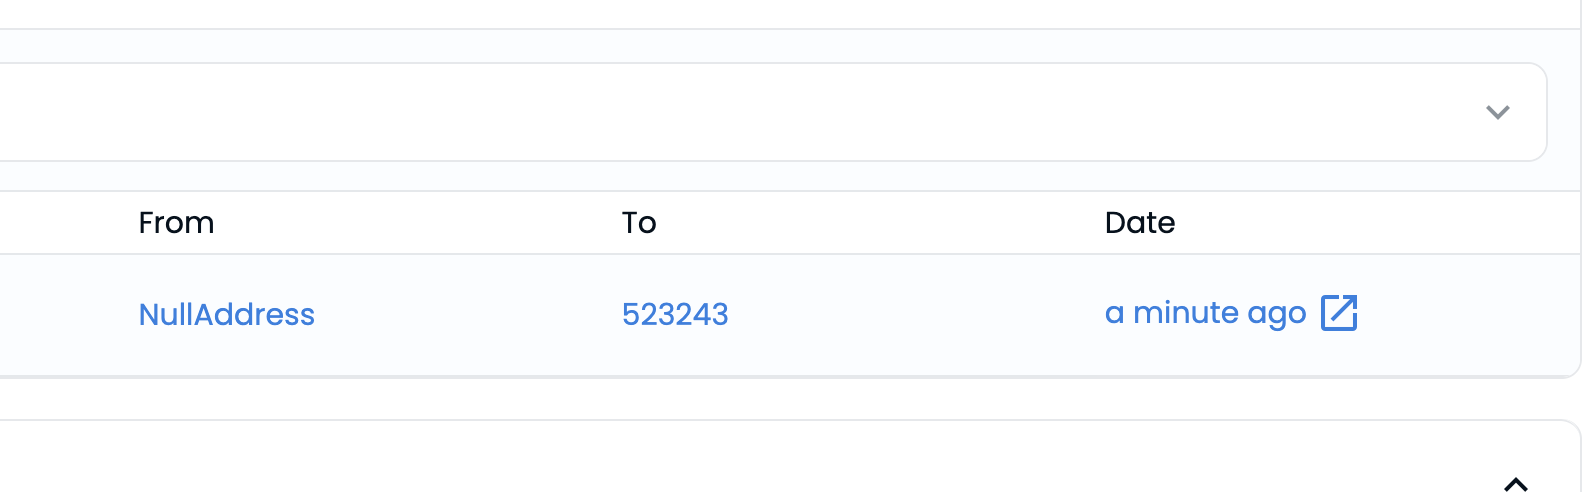 From To Date
NullAddress 523243 a minute ago